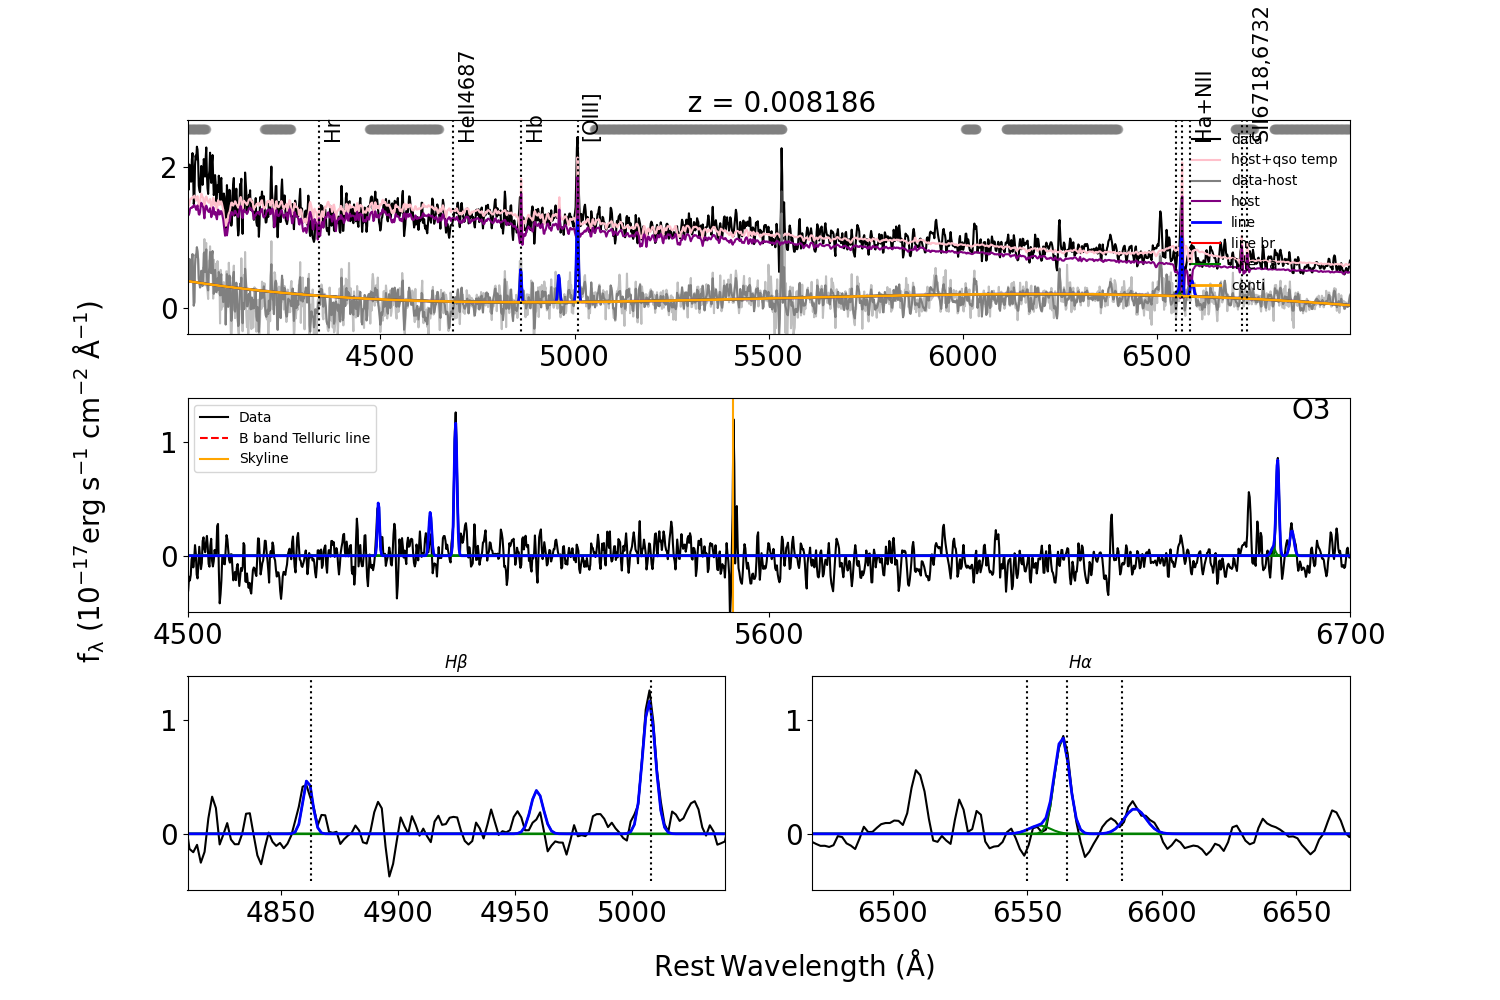 z = 0.008186
Hr
HeII4687
Hb
[OIII]
Ha+NII
SII6718,6732
data
host+qso temp
data-host
host
line
line br
conti
2
0
4500
5000
5500
6000
6500
Data
B band Telluric line
Skyline
O3
1
0
4500
5600
6700
fλ (10−17erg s−1 cm−2 Å−1)
Hβ
1
0
4850
4900
4950
5000
Hα
1
0
6500
6550
6600
6650
Rest Wavelength (Å)